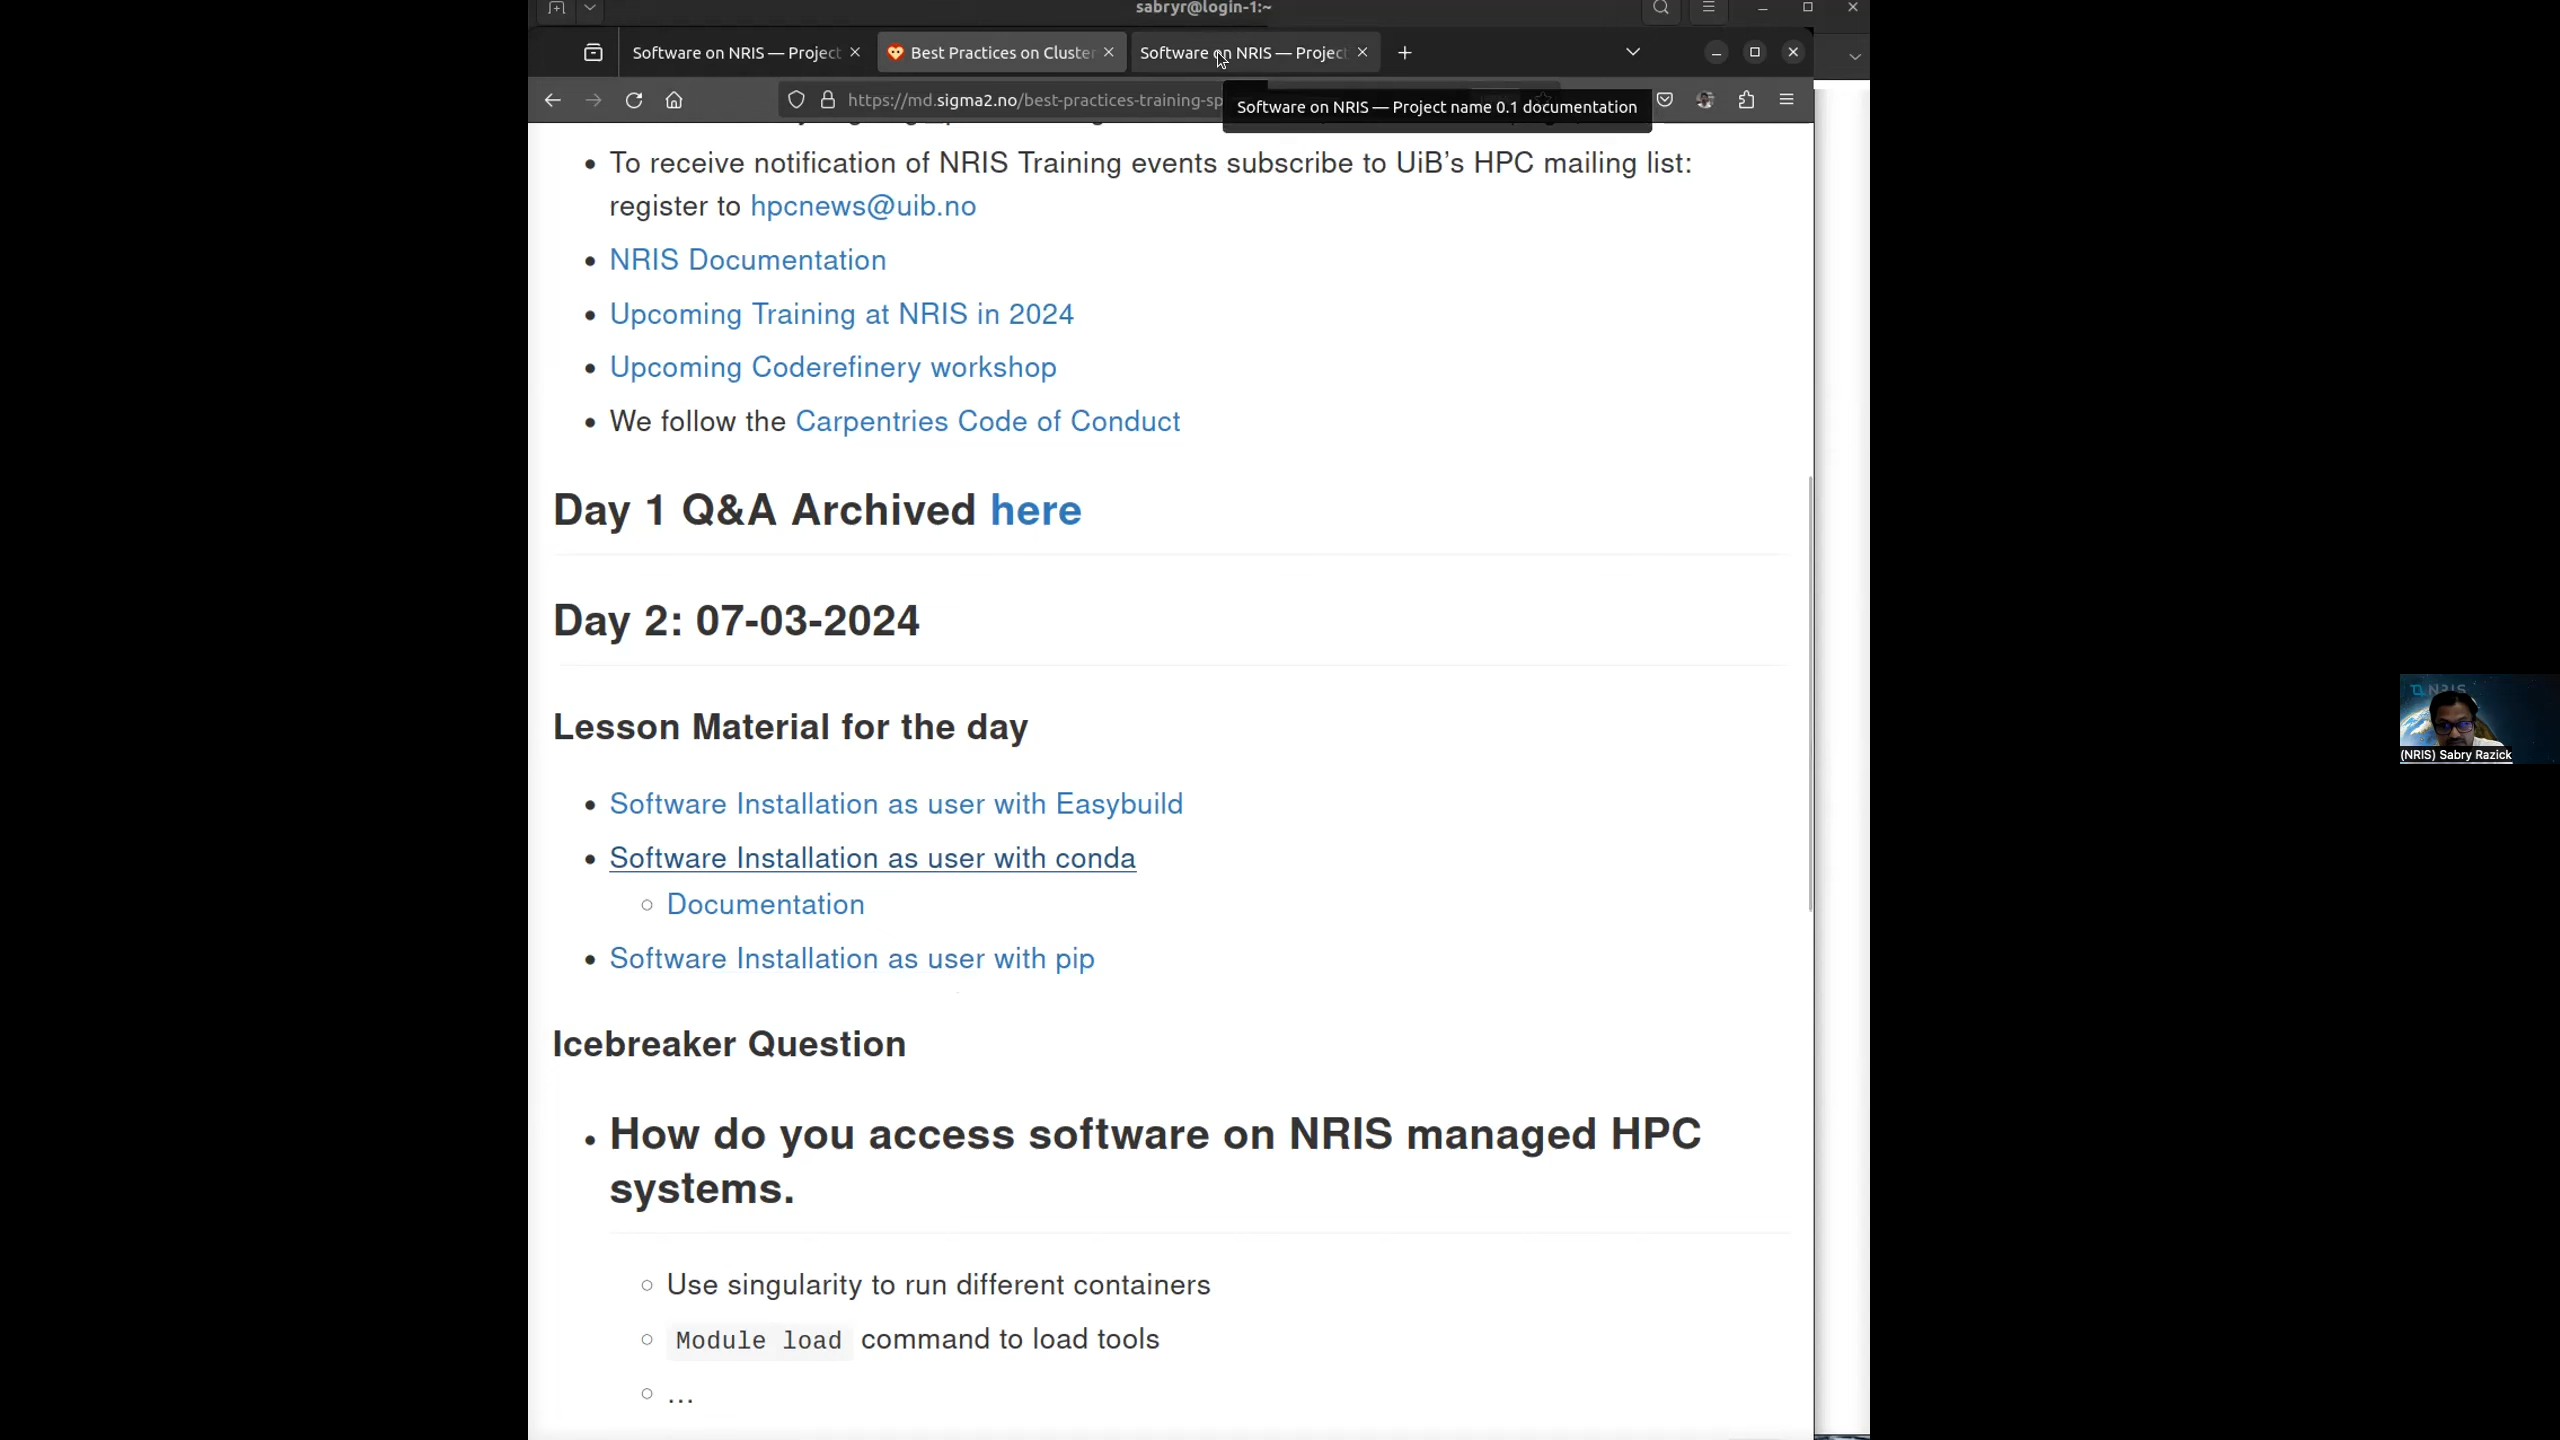 sabryr@login-1:~
Software on NRIS — Project
Best Practices on Cluster
Software on NRIS — Project
https://md.sigma2.no/best-practices-training-sp
Software on NRIS — Project name 0.1 documentation
To receive notification of NRIS Training events subscribe to UiB’s HPC mailing list:
register to hpcnews@uib.no
NRIS Documentation
Upcoming Training at NRIS in 2024
Upcoming Coderefinery workshop
We follow the Carpentries Code of Conduct
Day 1 Q&A Archived here
Day 2: 07-03-2024
Lesson Material for the day
Software Installation as user with Easybuild
Software Installation as user with conda
Documentation
Software Installation as user with pip
Icebreaker Question
How do you access software on NRIS managed HPC
systems.
Use singularity to run different containers
Module load command to load tools
...
NRIS
(NRIS) Sabry Razick